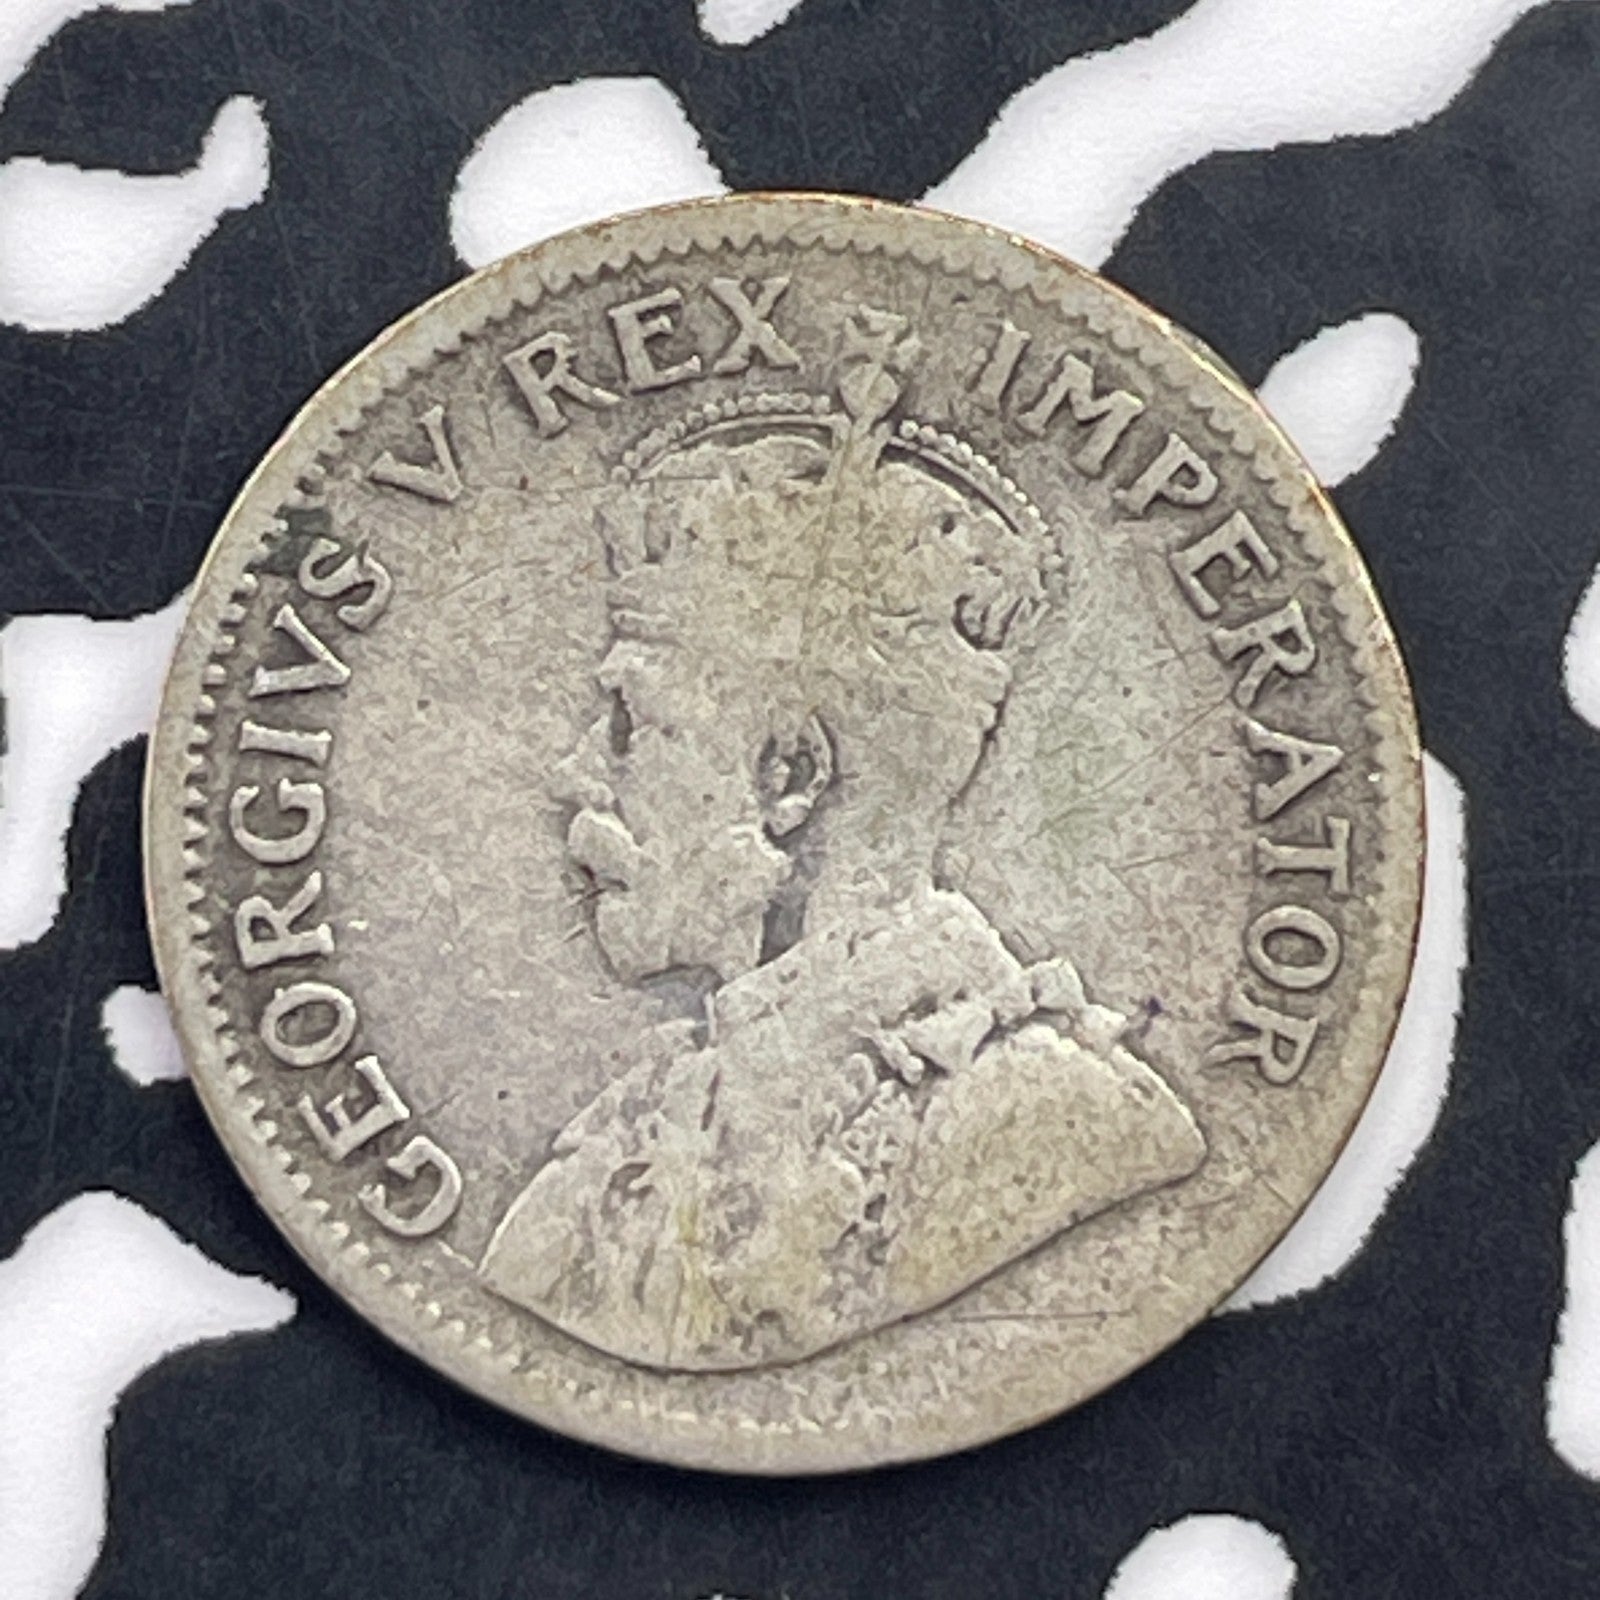 GEORGIVS V REX IMPERATOR